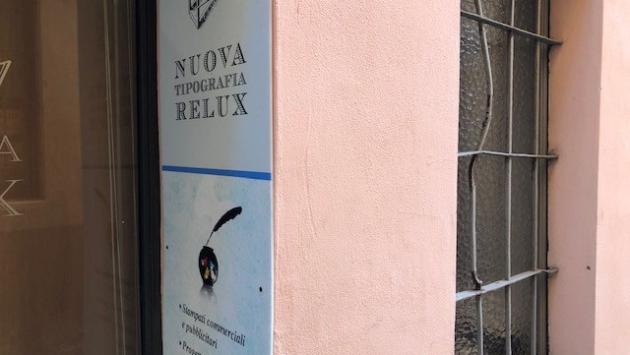 NUOVA
TIPOGRAFIA
RELUX
• Stampati commerciali
e pubblicitari